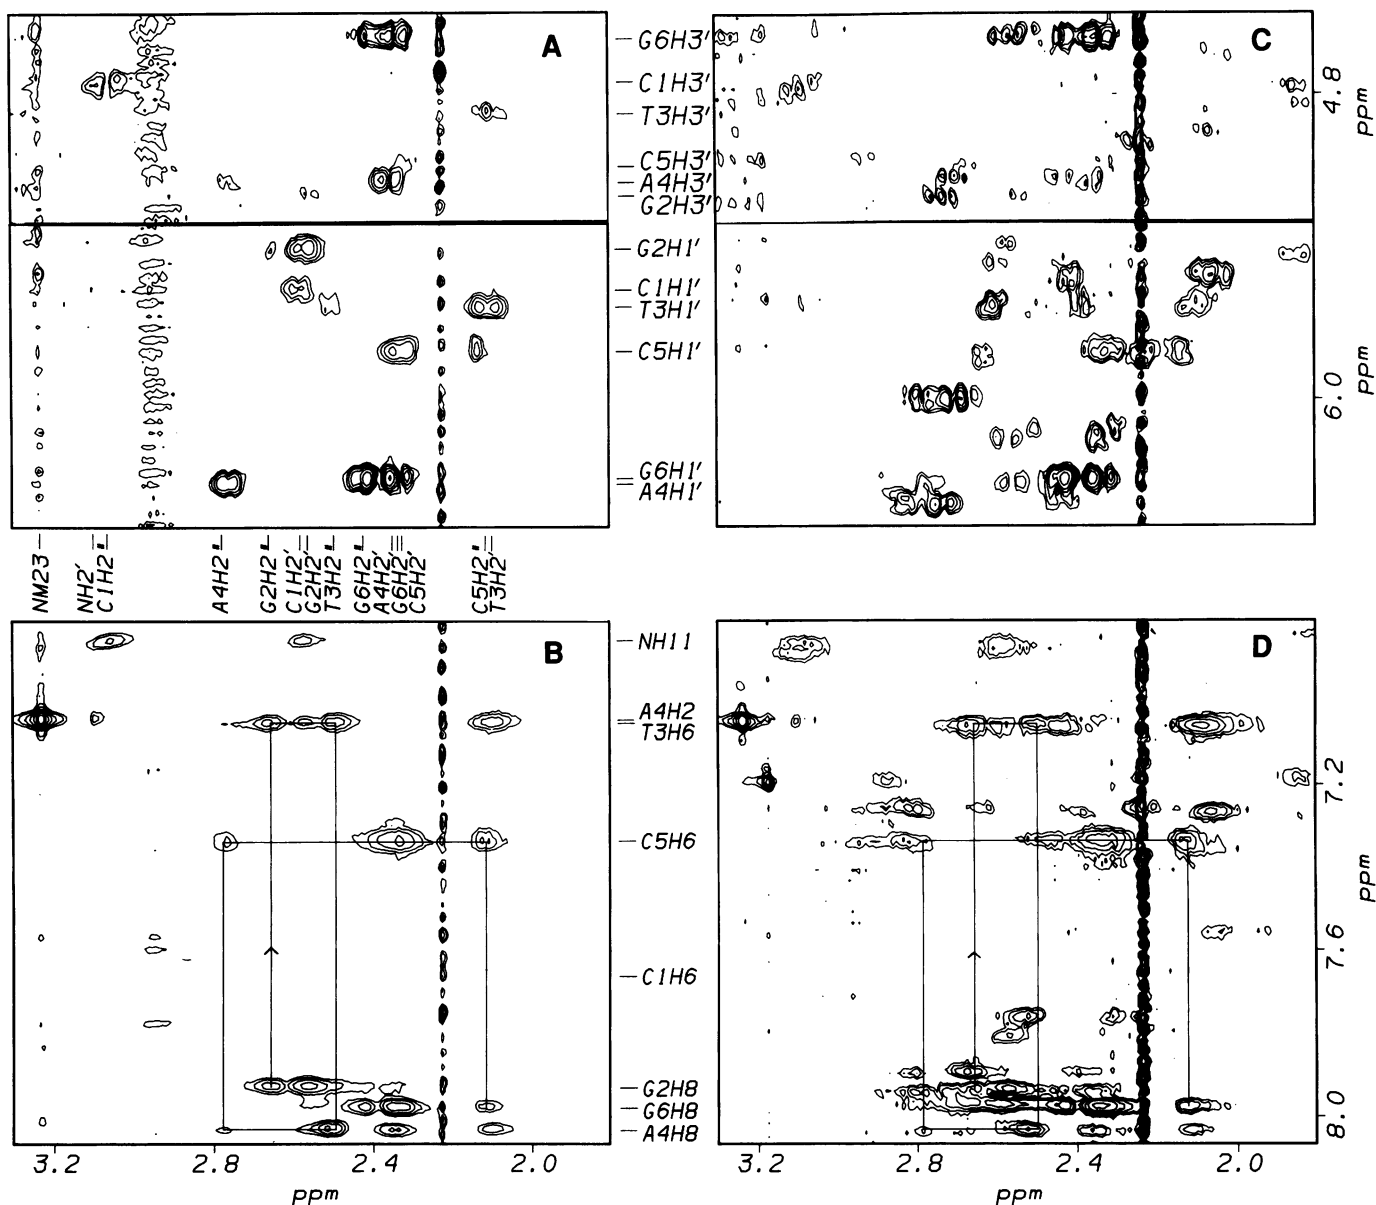 A
C
G6H3'
C1H3'
T3H3'
C5H3'
A4H3'
G2H3'
4.8
ppm
G2H1'
C1H1'
T3H1'
C5H1'
G6H1'
A4H1'
6.0
ppm
NM23
NH2'
C1H2"
A4H2"
G2H2"
C1H2'
G2H2'
T3H2"
G6H2"
A4H2'
G6H2'
C5H2'
C5H2"
T3H2'
B
D
NH11
A4H2
T3H6
C5H6
C1H6
G2H8
G6H8
A4H8
7.2
ppm
7.6
8.0
3.2 2.8 2.4 2.0
ppm
3.2 2.8 2.4 2.0
ppm